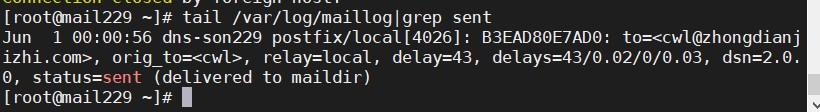 Connection closed by foreign host.
[root@mail229 ~]# tail /var/log/maillog|grep sent
Jun  1 00:00:56 dns-son229 postfix/local[4026]: B3EAD80E7AD0: to=<cwl@zhongdianj
izhi.com>, orig_to=<cwl>, relay=local, delay=43, delays=43/0.02/0/0.03, dsn=2.0.
0, status=sent (delivered to maildir)
[root@mail229 ~]#